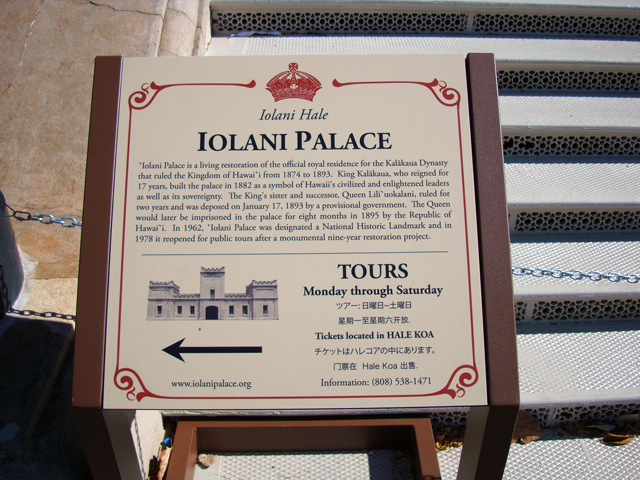 Iolani Hale
IOLANI PALACE
`Iolani Palace is a living restoration of the official royal residence for the Kalākaua Dynasty
that ruled the Kingdom of Hawai`i from 1874 to 1893. King Kalākaua, who reigned for
17 years, built the palace in 1882 as a symbol of Hawaii's civilized and enlightened leaders
as well as its sovereignty. The King's sister and successor, Queen Lili`uokalani, ruled for
two years and was deposed on January 17, 1893 by a provisional government. The Queen
would later be imprisoned in the palace for eight months in 1895 by the Republic of
Hawai`i. In 1962, `Iolani Palace was designated a National Historic Landmark and in
1978 it reopened for public tours after a monumental nine-year restoration project.
TOURS
Monday through Saturday
ツアー: 日曜日~土曜日
星期一至星期六开放.
Tickets located in HALE KOA
チケットはハレコアの中にあります。
门票在 Hale Koa 出售.
www.iolanipalace.org
Information: (808) 538-1471